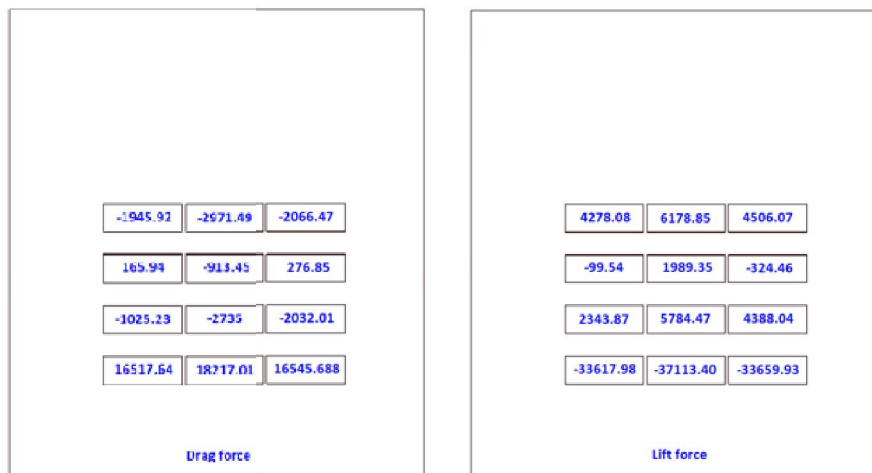 -1945.92 -2971.49 -2066.47
165.94 -913.45 276.85
-1025.23 -2735 -2032.01
16517.64 18217.01 16545.688
Drag force
4278.08 6178.85 4506.07
-99.54 1989.35 -324.46
2343.87 5784.47 4388.04
-33617.98 -37113.40 -33659.93
Lift force